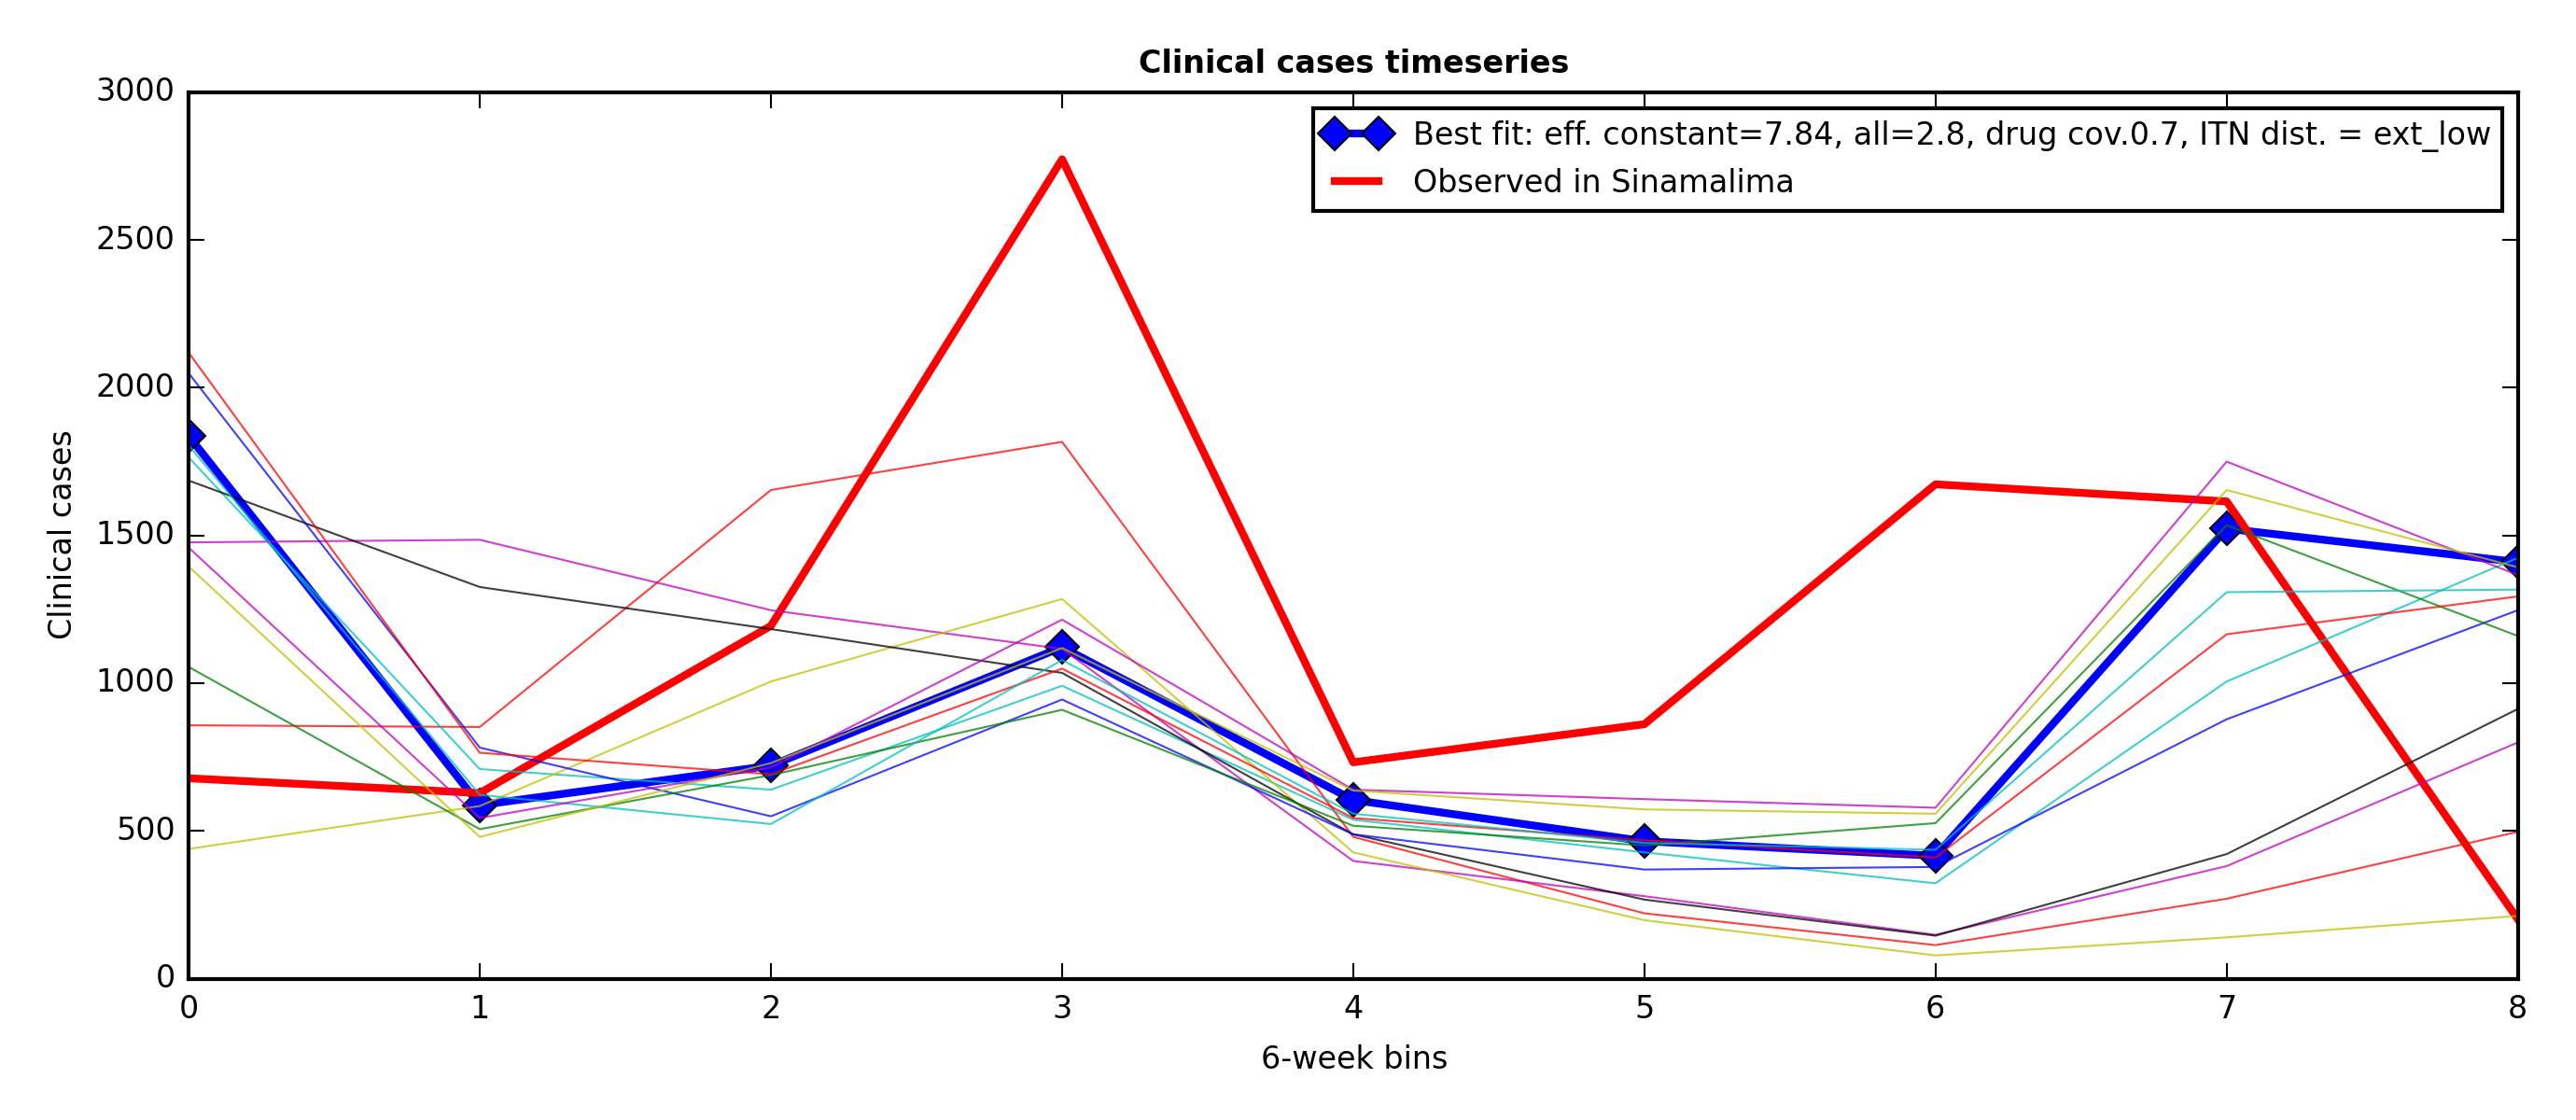 Clinical cases timeseries
3000
2500
2000
1500
1000
500
0
Clinical cases
Best fit: eff. constant=7.84, all=2.8, drug cov.0.7, ITN dist. = ext_low
Observed in Sinamalima
0 1 2 3 4 5 6 7 8
6-week bins